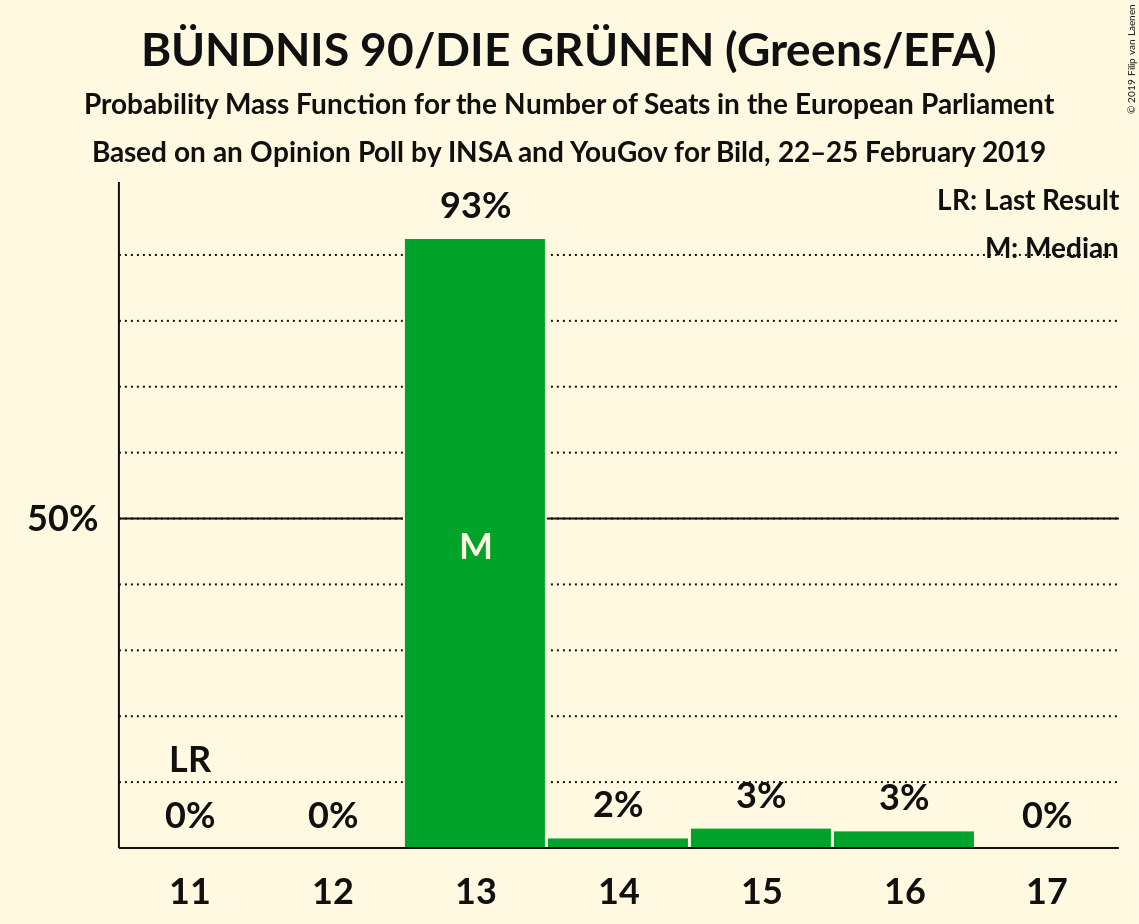 BÜNDNIS 90/DIE GRÜNEN (Greens/EFA)
Probability Mass Function for the Number of Seats in the European Parliament
Based on an Opinion Poll by INSA and YouGov for Bild, 22–25 February 2019
© 2019 Filip van Laenen
LR: Last Result
M: Median
93%
50%
M
LR
0%
0%
2%
3%
3%
0%
11
12
13
14
15
16
17